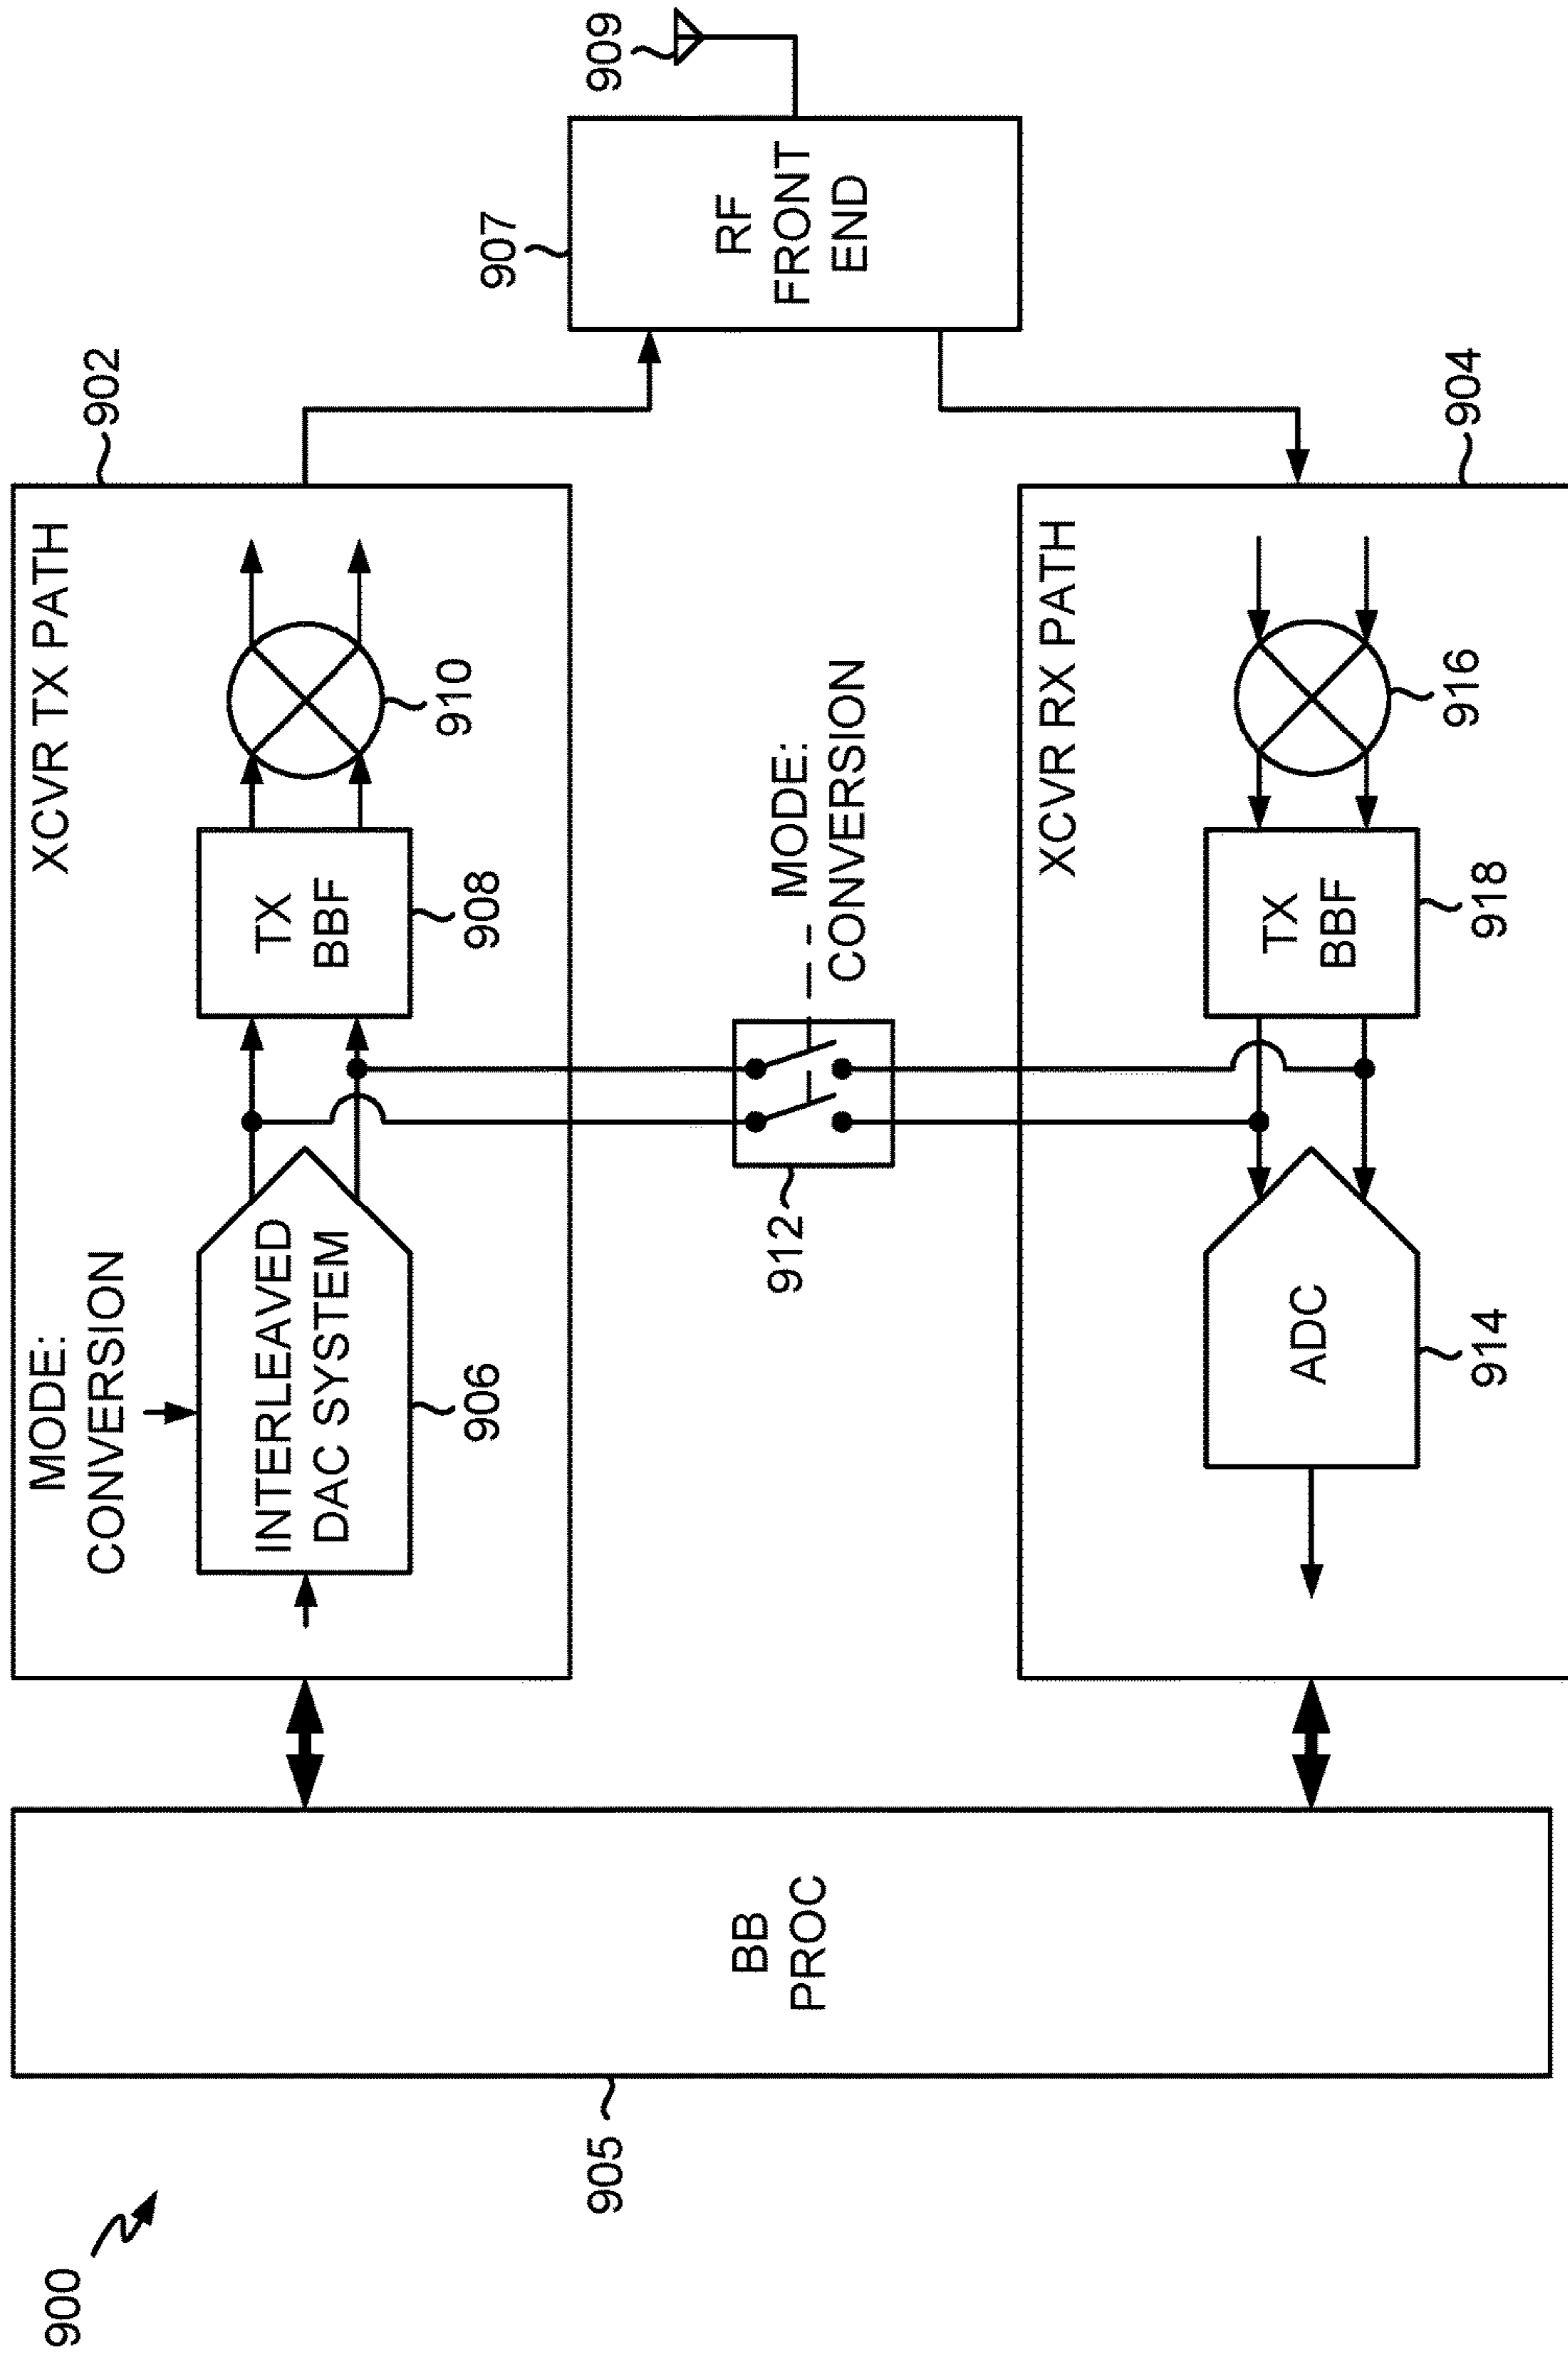 900
905
BB
PROC
902
XCVR TX PATH
MODE:
CONVERSION
INTERLEAVED
DAC SYSTEM
906
TX
BBF
908
910
912
MODE:
CONVERSION
907
RF
FRONT
END
909
904
XCVR RX PATH
ADC
914
TX
BBF
918
916